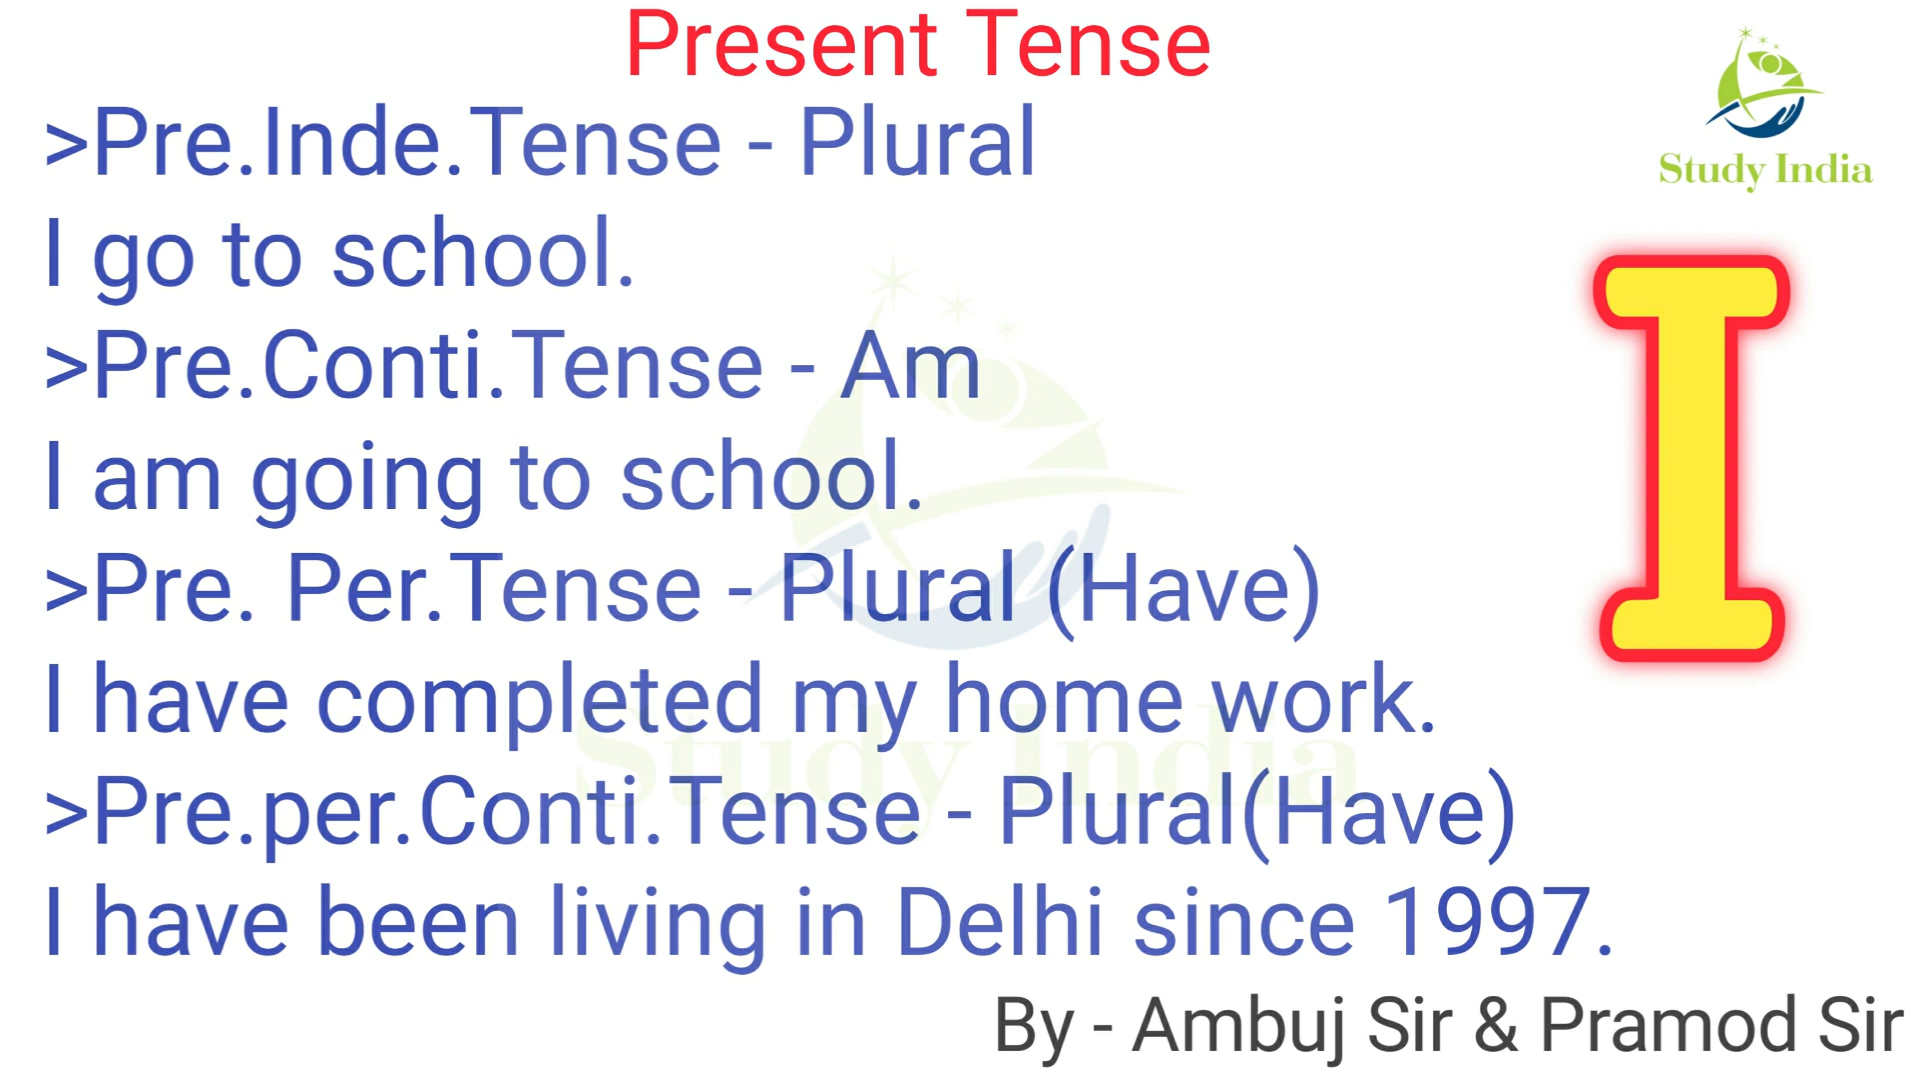 Present Tense
Study India
>Pre.Inde.Tense - Plural
I go to school.
>Pre.Conti.Tense - Am
I am going to school.
>Pre. Per.Tense - Plural (Have)
I have completed my home work.
>Pre.per.Conti.Tense - Plural(Have)
I have been living in Delhi since 1997.
I
Study India
By - Ambuj Sir & Pramod Sir